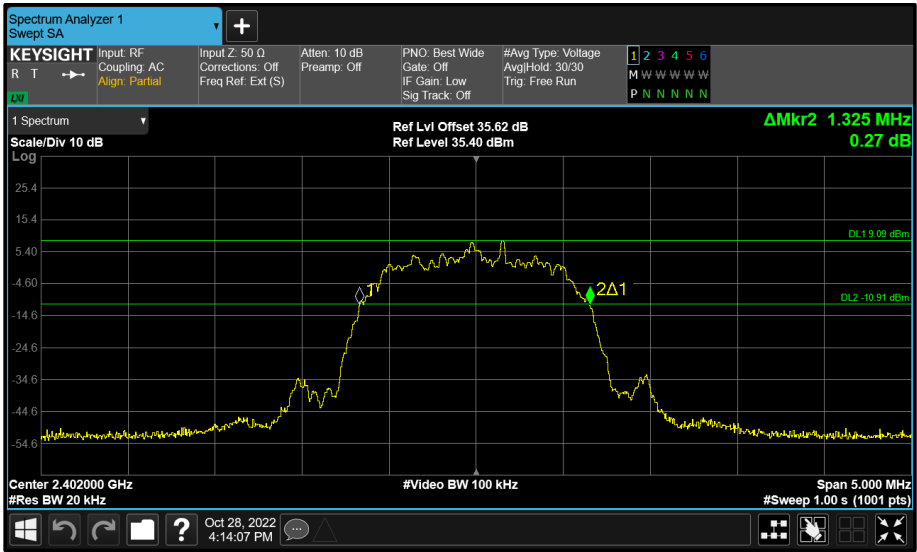 Spectrum Analyzer 1
Swept SA
+
KEYSIGHT
R T
LXI
Input: RF
Coupling: AC
Align: Partial
Input Z: 50 Ω
Corrections: Off
Freq Ref: Ext (S)
Atten: 10 dB
Preamp: Off
PNO: Best Wide
Gate: Off
IF Gain: Low
Sig Track: Off
#Avg Type: Voltage
Avg|Hold: 30/30
Trig: Free Run
1 2 3 4 5 6
M W W W W W
P N N N N N
1 Spectrum
Scale/Div 10 dB
Ref Lvl Offset 35.62 dB
Ref Level 35.40 dBm
ΔMkr2 1.325 MHz
0.27 dB
Log
25.4
15.4
DL1 9.09 dBm
5.40
-4.60
1
2Δ1
DL2 -10.91 dBm
-14.6
-24.6
-34.6
-44.6
-54.6
Center 2.402000 GHz
#Video BW 100 kHz
Span 5.000 MHz
#Res BW 20 kHz
#Sweep 1.00 s (1001 pts)
?
Oct 28, 2022
4:14:07 PM